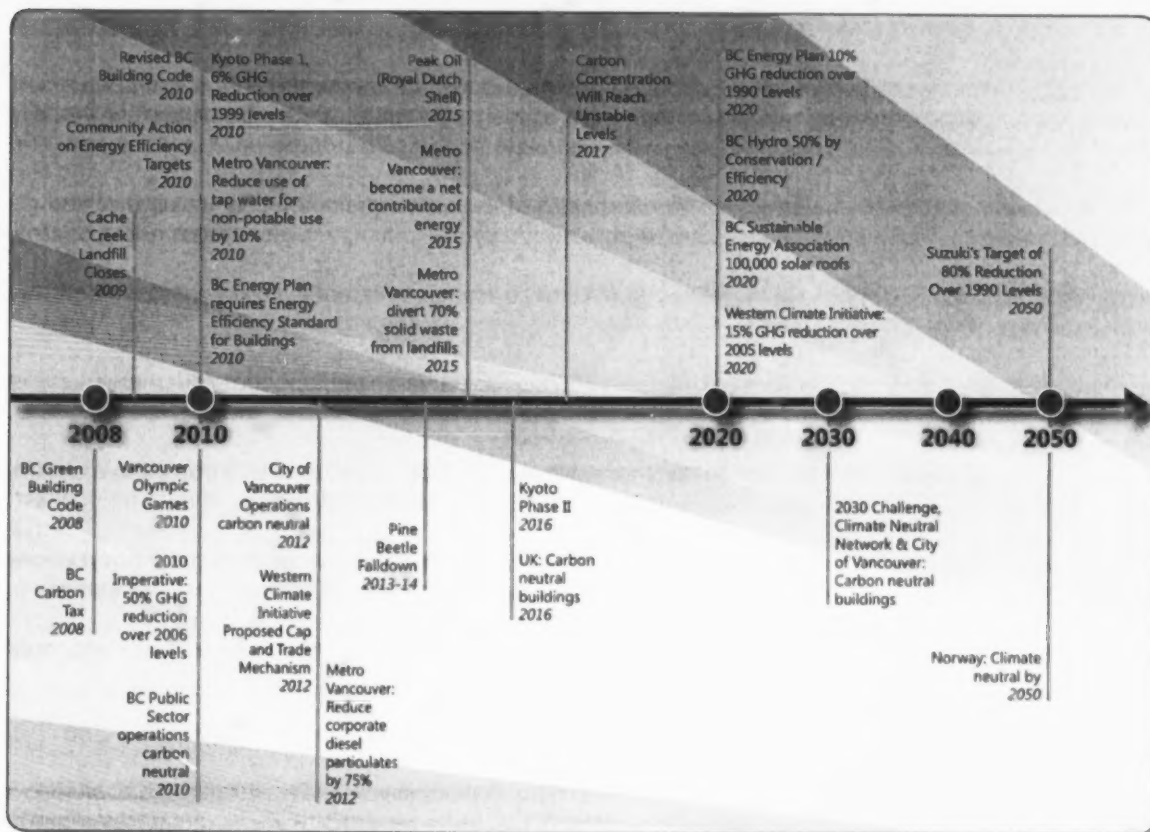 Revised BC
Building Code
2010
Community Action
on Energy Efficiency
Targets
2010
Cache
Creek
Landfill
Closes
2009
Kyoto Phase 1,
6% GHG
Reduction over
1999 levels
2010
Metro Vancouver:
Reduce use of
tap water for
non-potable use
by 10%
2010
BC Energy Plan
requires Energy
Efficiency Standard
for Buildings
2010
Peak Oil
(Royal Dutch
Shell)
2015
Metro
Vancouver:
become a net
contributor of
energy
2015
Metro
Vancouver:
divert 70%
solid waste
from landfills
2015
Carbon
Concentration
Will Reach
Unstable
Levels
2017
BC Energy Plan 10%
GHG reduction over
1990 Levels
2020
BC Hydro 50% by
Conservation /
Efficiency
2020
BC Sustainable
Energy Association
100,000 solar roofs
2020
Western Climate Initiative:
15% GHG reduction over
2005 levels
2020
Suzuki's Target of
80% Reduction
Over 1990 Levels
2050
2008
2010
2020
2030
2040
2050
BC Green
Building
Code
2008
BC
Carbon
Tax
2008
Vancouver
Olympic
Games
2010
2010
Imperative:
50% GHG
reduction
over 2006
levels
BC Public
Sector
operations
carbon
neutral
2010
City of
Vancouver
Operations
carbon neutral
2012
Western
Climate
Initiative
Proposed Cap
and Trade
Mechanism
2012
Metro
Vancouver:
Reduce
corporate
diesel
particulates
by 75%
2012
Pine
Beetle
Falldown
2013-14
Kyoto
Phase II
2016
UK: Carbon
neutral
buildings
2016
2030 Challenge,
Climate Neutral
Network & City
of Vancouver:
Carbon neutral
buildings
Norway: Climate
neutral by
2050